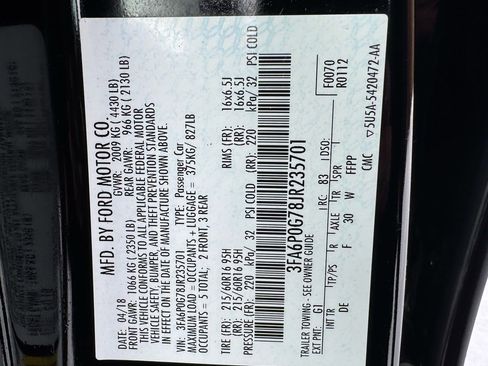 MFD. BY FORD MOTOR CO.
04/18 GVWR: 2009 KG ( 4430 LB)
FRONT GAWR: 1066 KG ( 2350 LB) REAR GAWR: 966 KG ( 2130 LB)
THIS VEHICLE CONFORMS TO ALL APPLICABLE FEDERAL MOTOR
VEHICLE SAFETY, BUMPER, AND THEFT PREVENTION STANDARDS
IN EFFECT ON THE DATE OF MANUFACTURE SHOWN ABOVE.
VIN: 3FA6P0G78JR235701 TYPE: Passenger Car
MAXIMUM LOAD = OCCUPANTS + LUGGAGE = 375KG/ 827LB
OCCUPANTS = 5 TOTAL: 2 FRONT, 3 REAR
TIRE (FR): 215/60R16 95H RIMS (FR): 16x6.5J
TIRE (RR): 215/60R16 95H RIMS (RR): 16x6.5J
PRESSURE (FR): 220 kPa/ 32 PSI COLD (RR): 220 kPa/ 32 PSI COLD
3FA6P0G78JR235701
F0070
R0112
TRAILER TOWING - SEE OWNER GUIDE
EXT PNT: G1 LRC: 83 DSO:
INT TR TP/PS R AXLE TR SPR
DE F 30 W FFPP
CMC
5U5A-5420472-AA